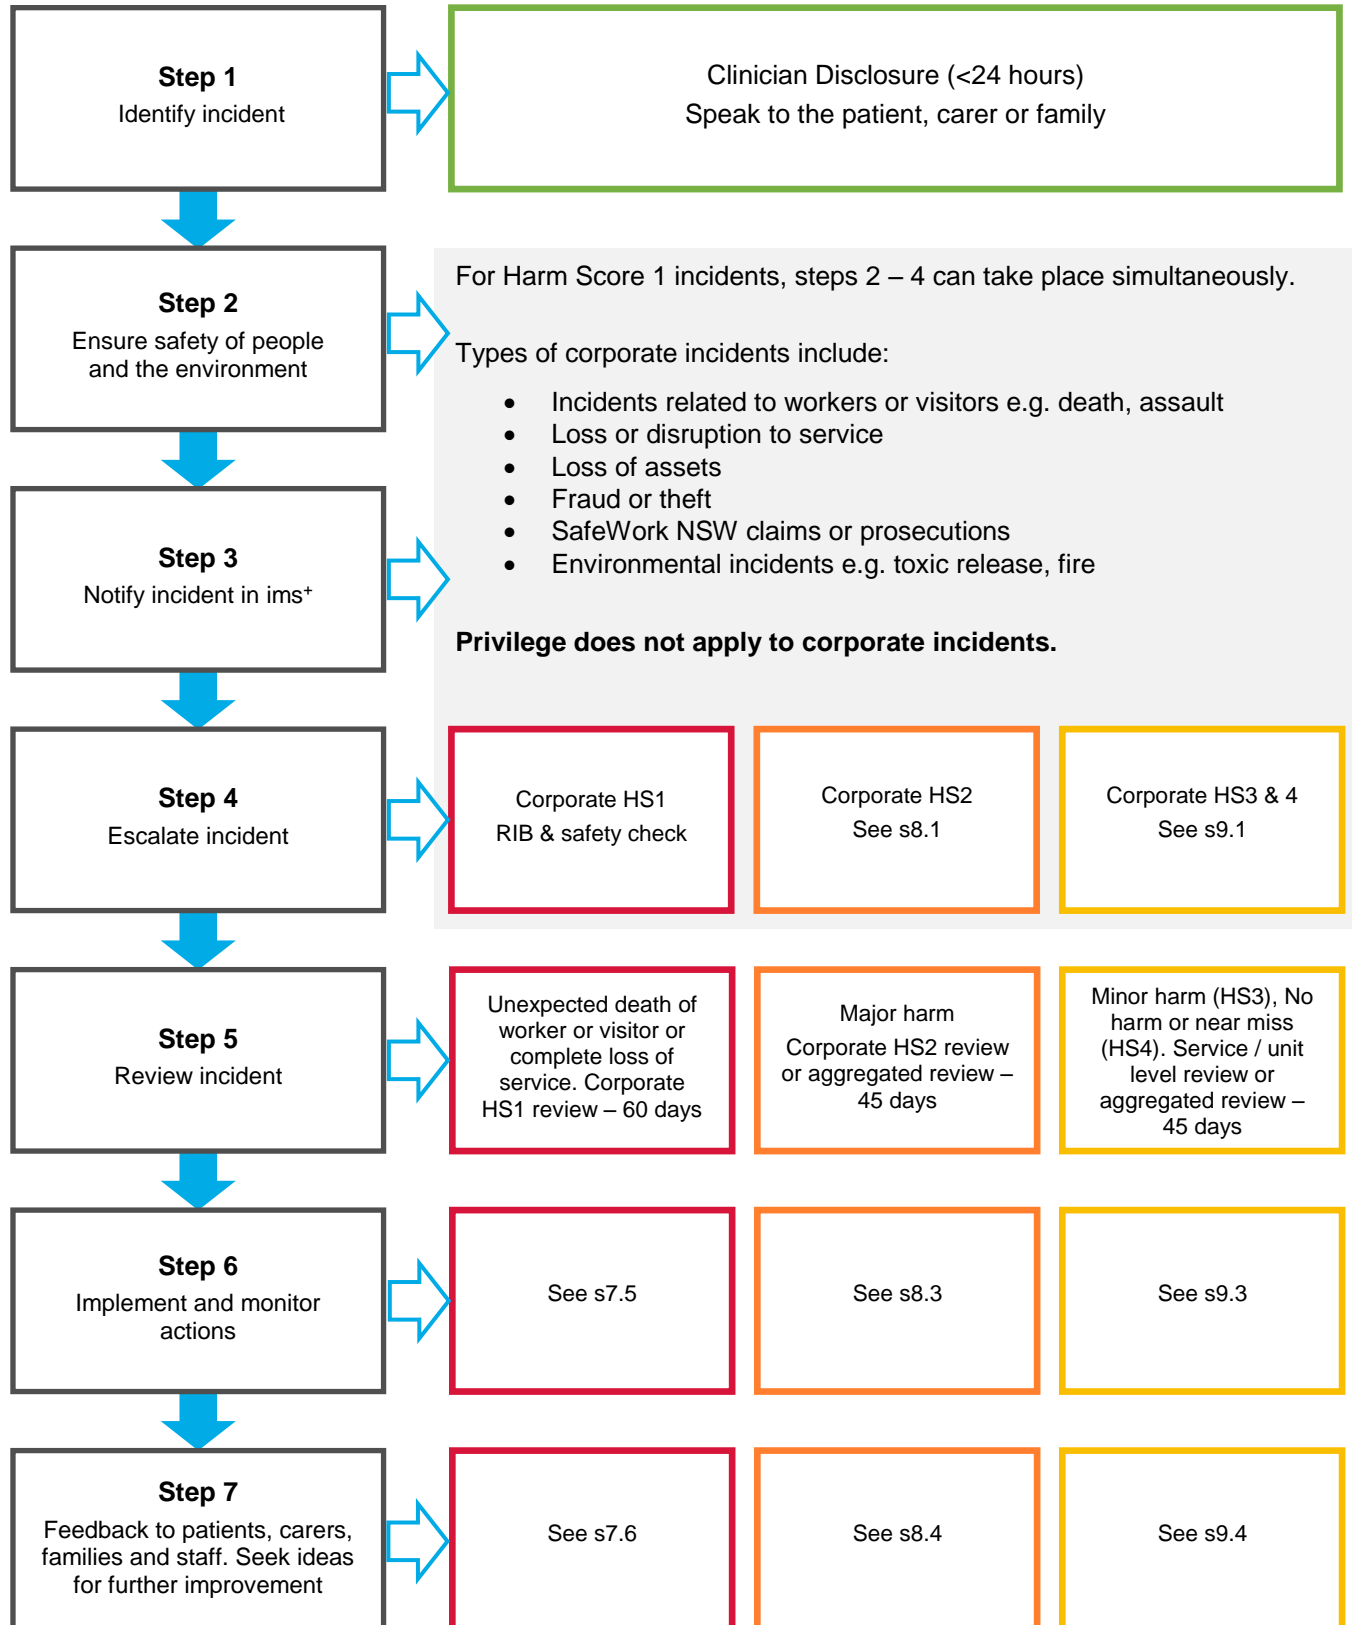 Step 1
Identify incident
Clinician Disclosure (<24 hours)
Speak to the patient, carer or family
Step 2
Ensure safety of people
and the environment
For Harm Score 1 incidents, steps 2 – 4 can take place simultaneously.
Types of corporate incidents include:
• Incidents related to workers or visitors e.g. death, assault
• Loss or disruption to service
• Loss of assets
• Fraud or theft
• SafeWork NSW claims or prosecutions
• Environmental incidents e.g. toxic release, fire
Privilege does not apply to corporate incidents.
Step 3
Notify incident in ims+
Step 4
Escalate incident
Corporate HS1
RIB & safety check
Corporate HS2
See s8.1
Corporate HS3 & 4
See s9.1
Step 5
Review incident
Unexpected death of
worker or visitor or
complete loss of
service. Corporate
HS1 review – 60 days
Major harm
Corporate HS2 review
or aggregated review –
45 days
Minor harm (HS3), No
harm or near miss
(HS4). Service / unit
level review or
aggregated review –
45 days
Step 6
Implement and monitor
actions
See s7.5
See s8.3
See s9.3
Step 7
Feedback to patients, carers,
families and staff. Seek ideas
for further improvement
See s7.6
See s8.4
See s9.4